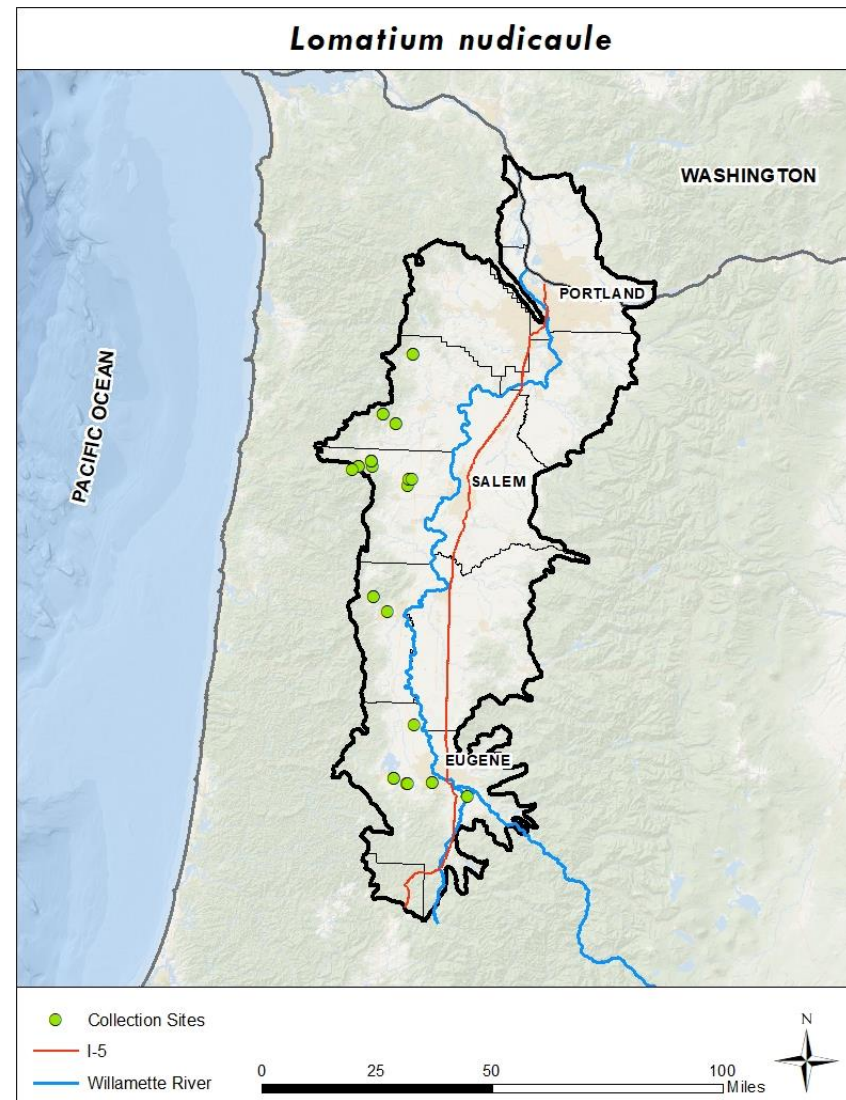 Lomatium nudicaule
WASHINGTON
PORTLAND
PACIFIC OCEAN
SALEM
EUGENE
Collection Sites
I-5
Willamette River
N
0 25 50 100
Miles